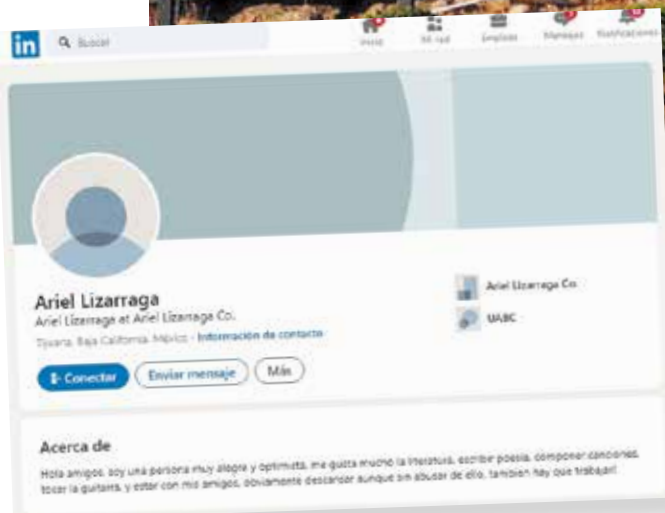 in Buscar
Inicio Mi red Empleos Mensajes Notificaciones
Ariel Lizarraga
Ariel Lizarraga at Ariel Lizarraga Co.
Tijuana, Baja California, México · Información de contacto
Conectar Enviar mensaje Más
Ariel Lizarraga Co.
UABC
Acerca de
Hola amigos, soy una persona muy alegre y optimista, me gusta mucho la literatura, escribir poesia, componer canciones,
tocar la guitarra, y estar con mis amigos, obviamente descansar aunque sin abusar de ello, tambien hay que trabajar!